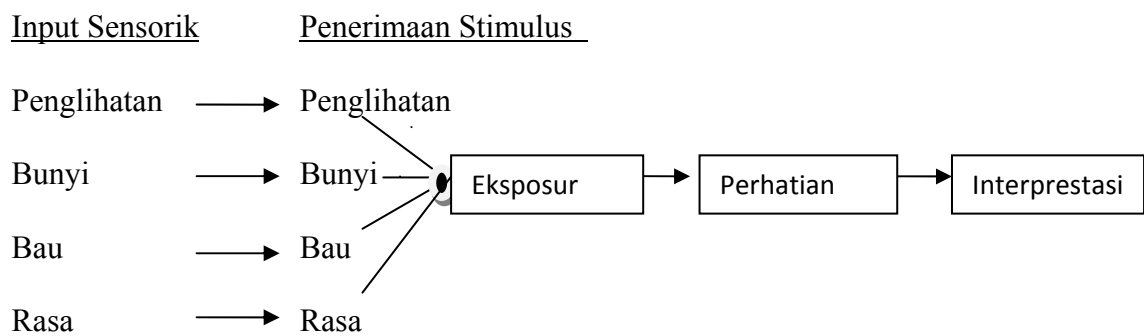 Input Sensorik Penerimaan Stimulus
Penglihatan Penglihatan
Bunyi Bunyi Eksposur Perhatian Interprestasi
Bau Bau
Rasa Rasa